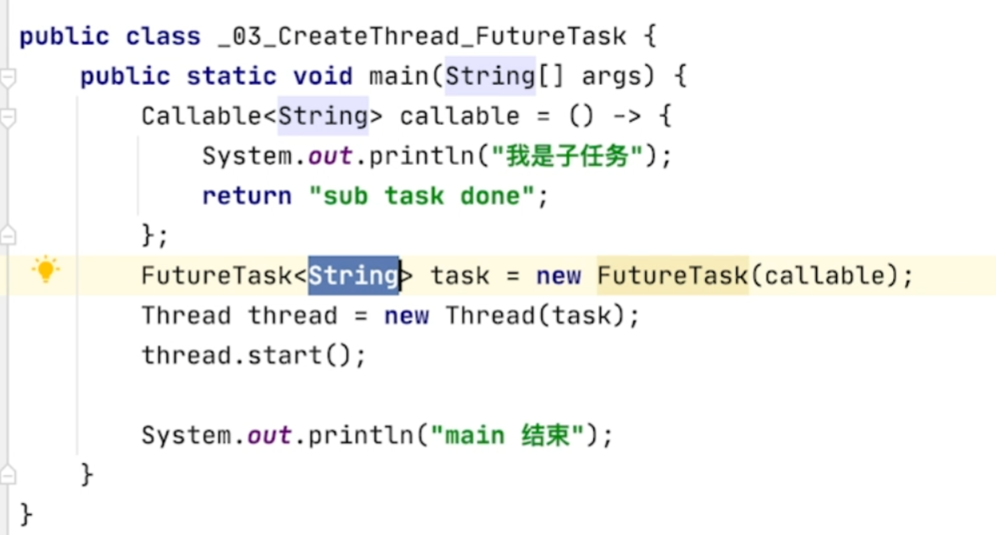 public class _03_CreateThread_FutureTask {
public static void main(String[] args) {
Callable<String> callable = () -> {
System.out.println("我是子任务");
return "sub task done";
};
FutureTask<String> task = new FutureTask(callable);
Thread thread = new Thread(task);
thread.start();
System.out.println("main 结束");
}
}